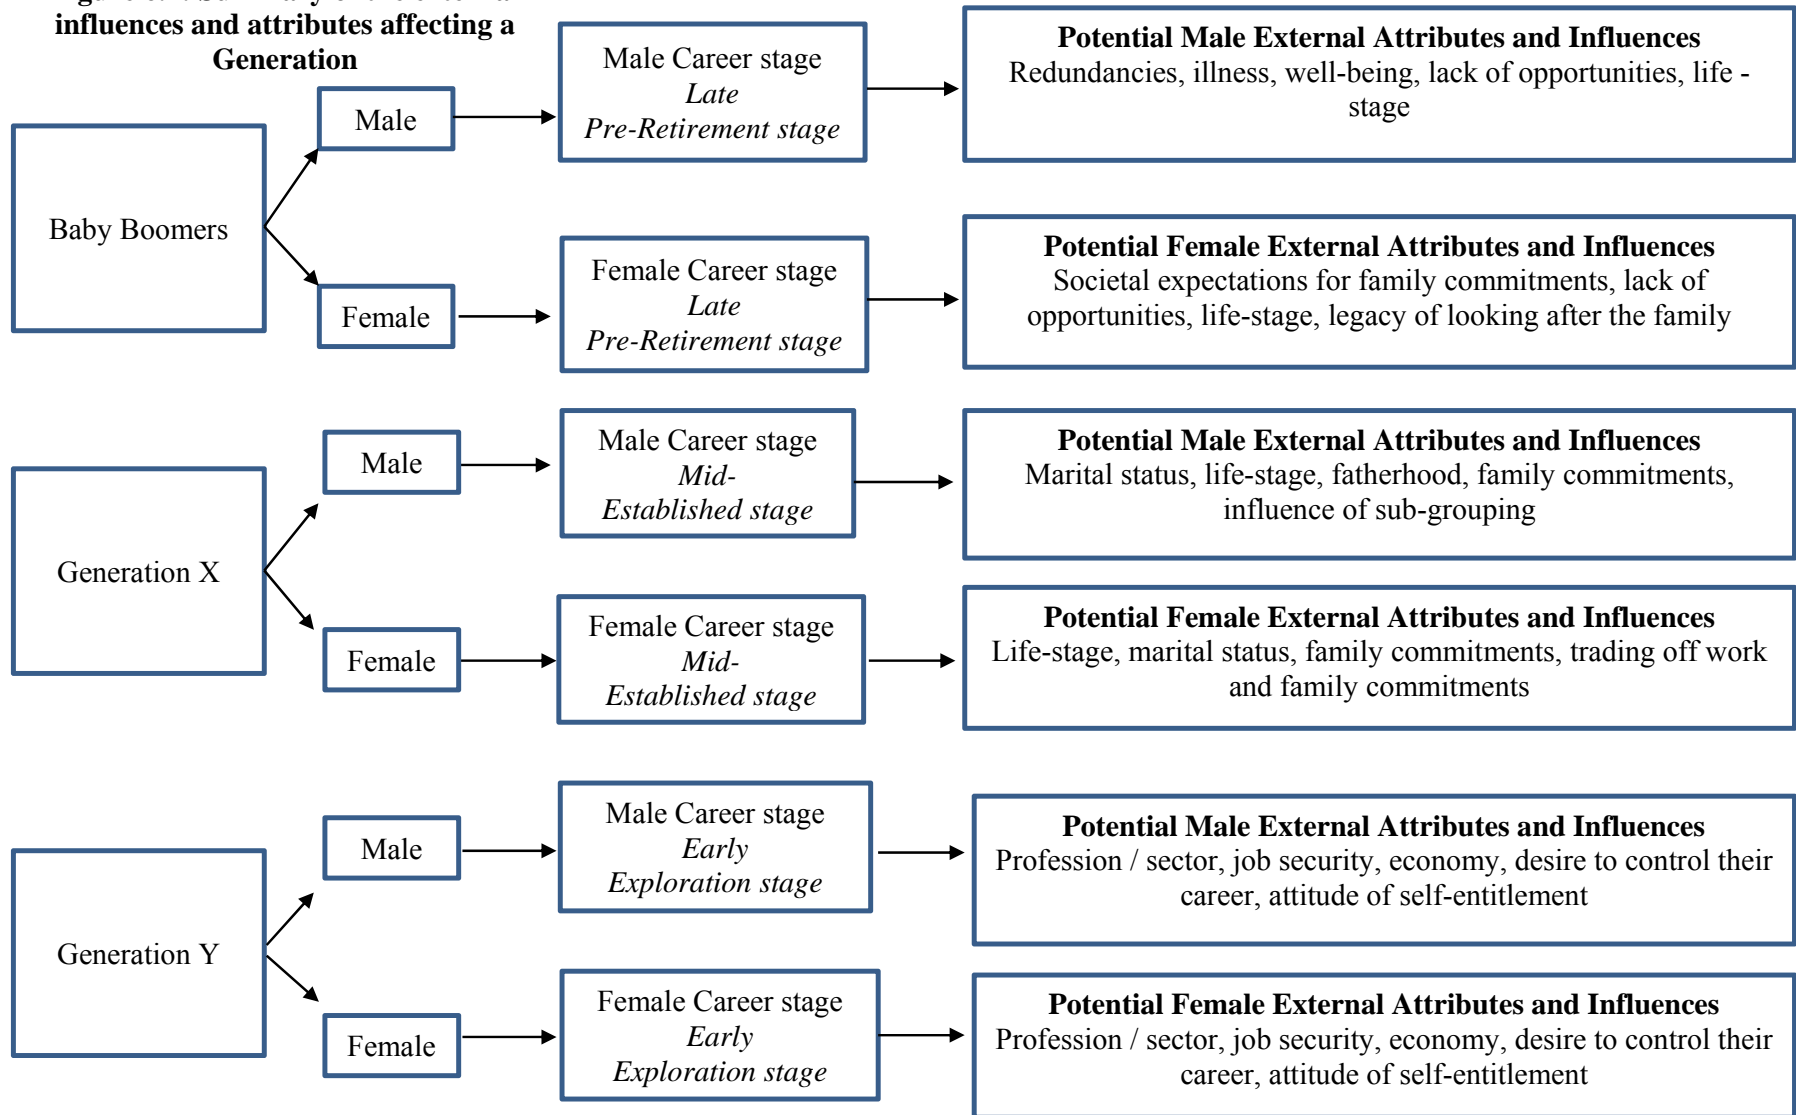 influences and attributes affecting a
Generation
Baby Boomers
Male
Male Career stage
Late
Pre-Retirement stage
Potential Male External Attributes and Influences
Redundancies, illness, well-being, lack of opportunities, life -
stage
Female
Female Career stage
Late
Pre-Retirement stage
Potential Female External Attributes and Influences
Societal expectations for family commitments, lack of
opportunities, life-stage, legacy of looking after the family
Generation X
Male
Male Career stage
Mid-
Established stage
Potential Male External Attributes and Influences
Marital status, life-stage, fatherhood, family commitments,
influence of sub-grouping
Female
Female Career stage
Mid-
Established stage
Potential Female External Attributes and Influences
Life-stage, marital status, family commitments, trading off work
and family commitments
Generation Y
Male
Male Career stage
Early
Exploration stage
Potential Male External Attributes and Influences
Profession / sector, job security, economy, desire to control their
career, attitude of self-entitlement
Female
Female Career stage
Early
Exploration stage
Potential Female External Attributes and Influences
Profession / sector, job security, economy, desire to control their
career, attitude of self-entitlement